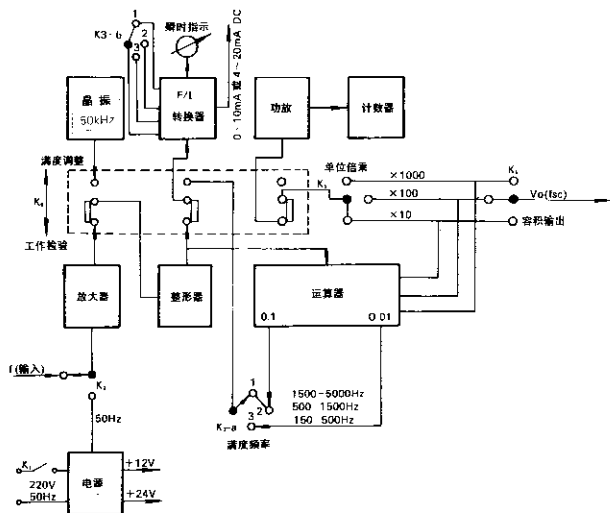 K3-b
1
2
3
瞬时指示
0~10mA 或 4~20mA DC
晶振
50kHz
F/I
转换器
功放
计数器
满度调整
K₄
工作检验
单位倍乘
K₅
×1000
×100
×10
Vo(fsc)
容积输出
放大器
整形器
运算器
0.1
0.01
f(输入)
K₂
50Hz
1
2
3
K₃-a
满度频率
1500~5000Hz
500 1500Hz
150 500Hz
K₁
220V
50Hz
电源
+12V
+24V